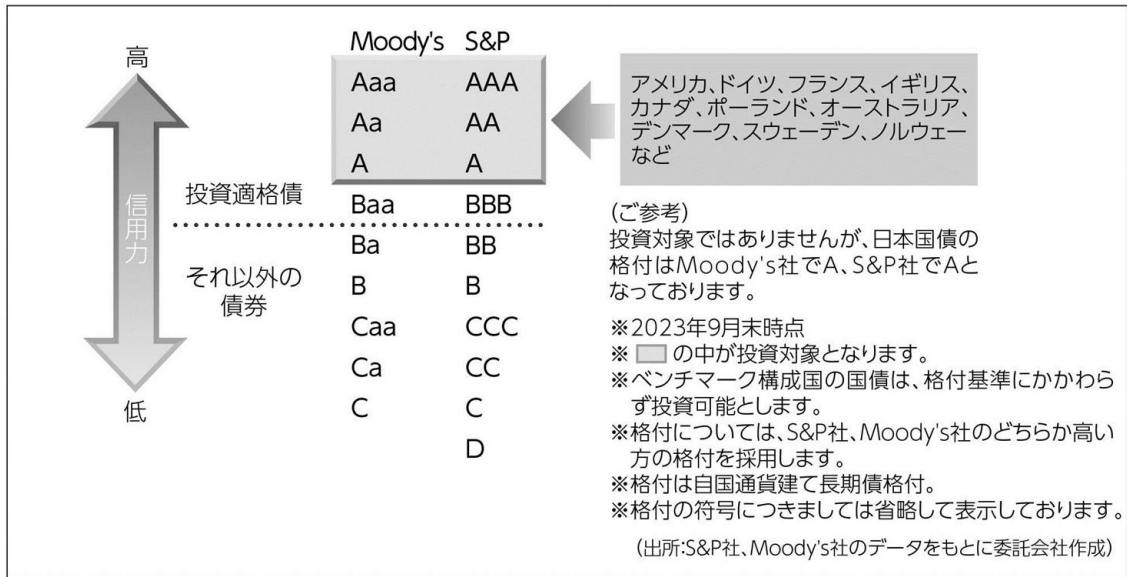 高
Moody's S&P
Aaa AAA
Aa AA
A A
Baa BBB
Ba BB
B B
Caa CCC
Ca CC
C C
D
信用力
投資適格債
それ以外の
債券
低
アメリカ、ドイツ、フランス、イギリス、
カナダ、ポーランド、オーストラリア、
デンマーク、スウェーデン、ノルウェー
など
(ご参考)
投資対象ではありませんが、日本国債の
格付はMoody's社でA、S&P社でAと
なっております。
※2023年9月末時点
※ の中が投資対象となります。
※ベンチマーク構成国の国債は、格付基準にかかわら
ず投資可能とします。
※格付については、S&P社、Moody's社のどちらか高い
方の格付を採用します。
※格付は自国通貨建て長期債格付。
※格付の符号につきましては省略して表示しております。
(出所:S&P社、Moody's社のデータをもとに委託会社作成)